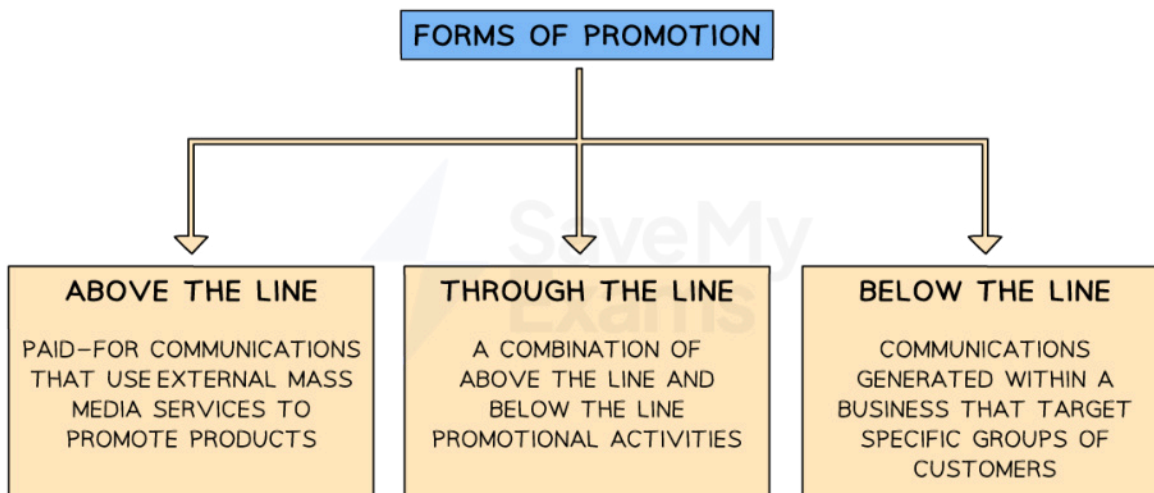 FORMS OF PROMOTION
SaveMy
Exams
ABOVE THE LINE
PAID-FOR COMMUNICATIONS
THAT USE EXTERNAL MASS
MEDIA SERVICES TO
PROMOTE PRODUCTS
THROUGH THE LINE
A COMBINATION OF
ABOVE THE LINE AND
BELOW THE LINE
PROMOTIONAL ACTIVITIES
BELOW THE LINE
COMMUNICATIONS
GENERATED WITHIN A
BUSINESS THAT TARGET
SPECIFIC GROUPS OF
CUSTOMERS